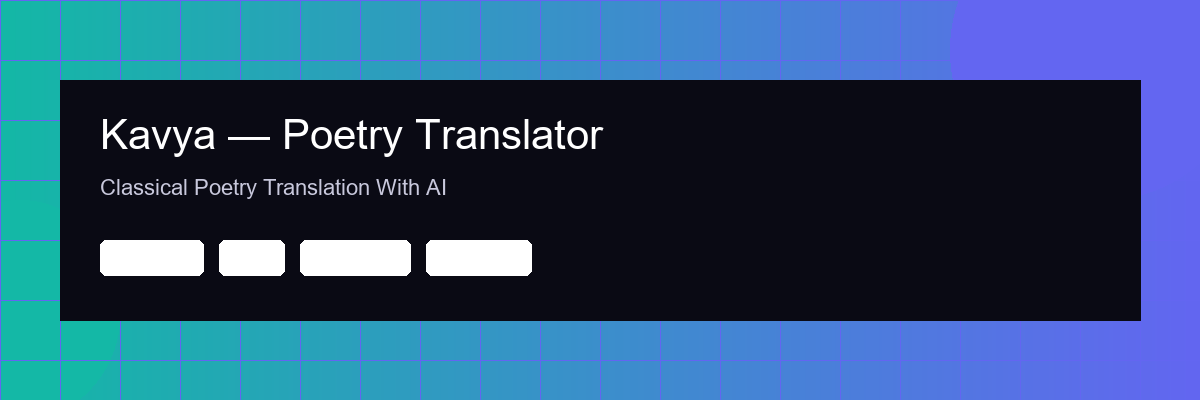 Kavya — Poetry Translator
Classical Poetry Translation With AI